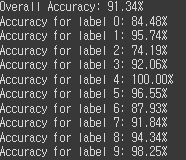 Overall Accuracy: 91.34%
Accuracy for label 0: 84.48%
Accuracy for label 1: 95.74%
Accuracy for label 2: 74.19%
Accuracy for label 3: 92.06%
Accuracy for label 4: 100.00%
Accuracy for label 5: 96.55%
Accuracy for label 6: 87.93%
Accuracy for label 7: 91.84%
Accuracy for label 8: 94.34%
Accuracy for label 9: 98.25%